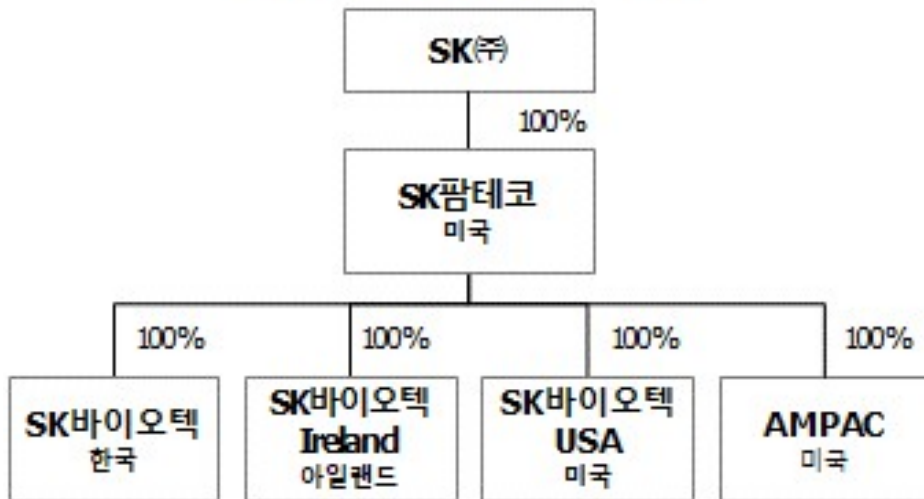 SK㈜
100%
SK팜테코
미국
100%
100%
100%
100%
SK바이오텍
한국
SK바이오텍
Ireland
아일랜드
SK바이오텍
USA
미국
AMPAC
미국